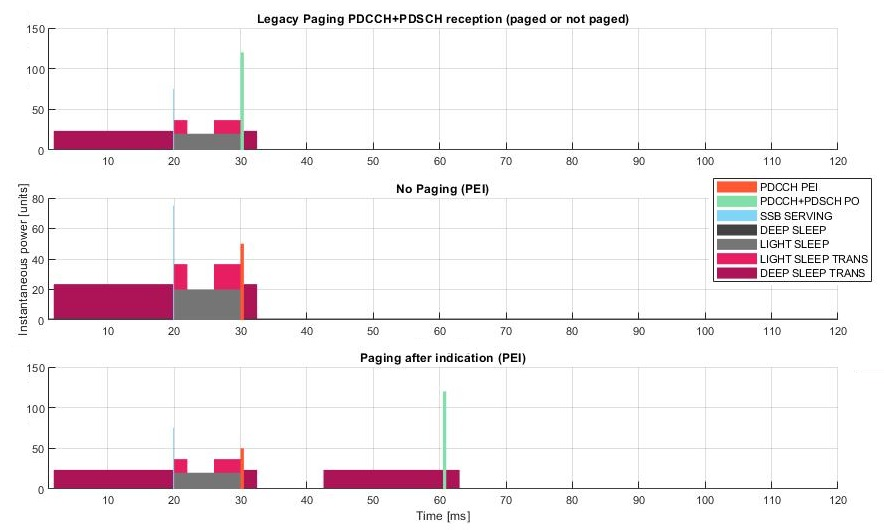 Legacy Paging PDCCH+PDSCH reception (paged or not paged)
150
100
50
0
10 20 30 40 50 60 70 80 90 100 110 120
No Paging (PEI)
80
60
40
20
0
10 20 30 40 50 60 70 80 90 100 110 120
Instantaneous power [units]
PDCCH PEI
PDCCH+PDSCH PO
SSB SERVING
DEEP SLEEP
LIGHT SLEEP
LIGHT SLEEP TRANS
DEEP SLEEP TRANS
Paging after indication (PEI)
150
100
50
0
10 20 30 40 50 60 70 80 90 100 110 120
Time [ms]